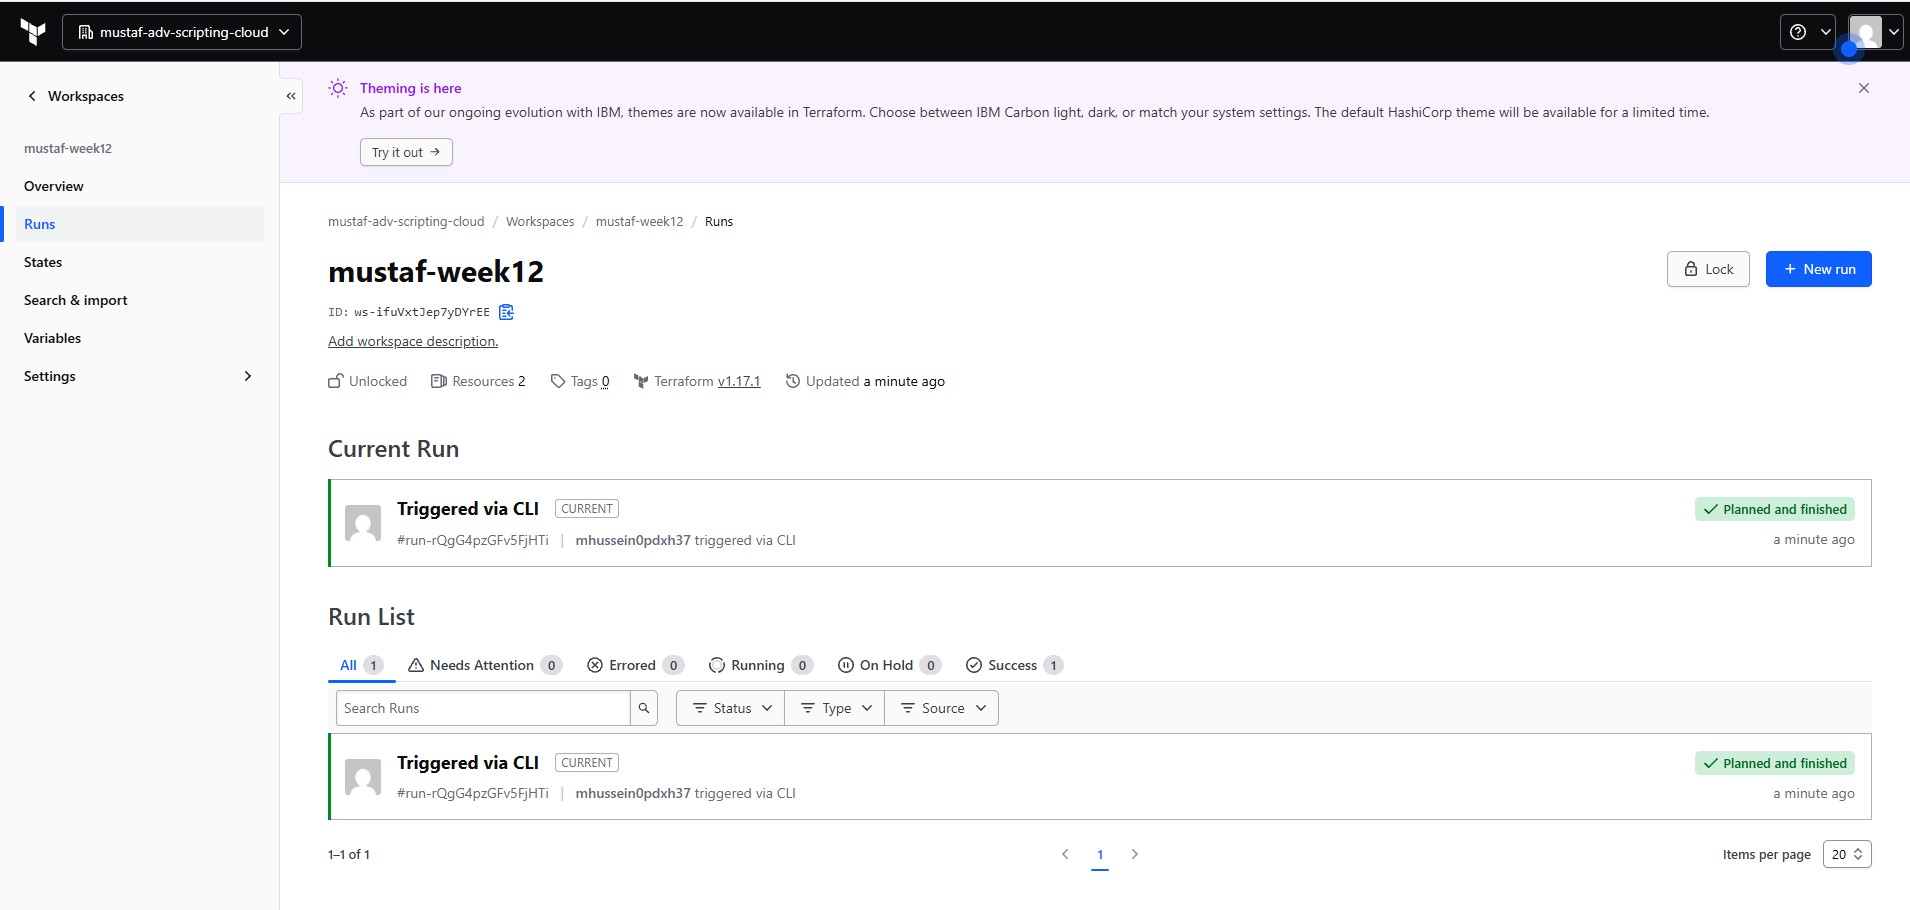 mustaf-adv-scripting-cloud
Workspaces
mustaf-week12
Overview
Runs
States
Search & import
Variables
Settings
Theming is here
As part of our ongoing evolution with IBM, themes are now available in Terraform. Choose between IBM Carbon light, dark, or match your system settings. The default HashiCorp theme will be available for a limited time.
Try it out
mustaf-adv-scripting-cloud / Workspaces / mustaf-week12 / Runs
mustaf-week12
Lock
+ New run
ID: ws-ifuVxtJep7yDYrEE
Add workspace description.
Unlocked Resources 2 Tags 0 Terraform v1.17.1 Updated a minute ago
Current Run
Triggered via CLI CURRENT Planned and finished
#run-rQgG4pzGFv5FjHTi | mhussein0pdxh37 triggered via CLI a minute ago
Run List
All 1 Needs Attention 0 Errored 0 Running 0 On Hold 0 Success 1
Search Runs Status Type Source
Triggered via CLI CURRENT Planned and finished
#run-rQgG4pzGFv5FjHTi | mhussein0pdxh37 triggered via CLI a minute ago
1–1 of 1 1 Items per page 20